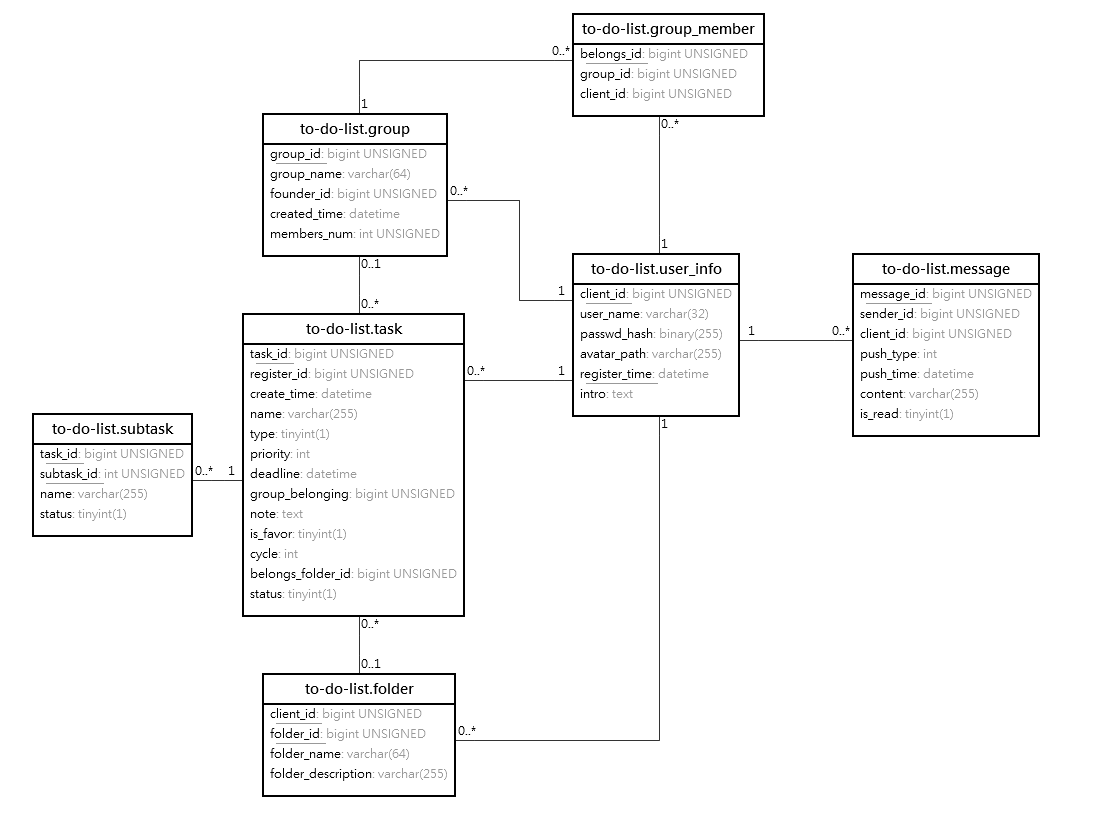 to-do-list.group_member
belongs_id: bigint UNSIGNED
group_id: bigint UNSIGNED
client_id: bigint UNSIGNED
0..*
1
0..*
to-do-list.group
group_id: bigint UNSIGNED
group_name: varchar(64)
founder_id: bigint UNSIGNED
created_time: datetime
members_num: int UNSIGNED
0..*
1
0..1
0..*
1
to-do-list.user_info
client_id: bigint UNSIGNED
user_name: varchar(32)
passwd_hash: binary(255)
avatar_path: varchar(255)
register_time: datetime
intro: text
1
0..*
1
to-do-list.message
message_id: bigint UNSIGNED
sender_id: bigint UNSIGNED
client_id: bigint UNSIGNED
push_type: int
push_time: datetime
content: varchar(255)
is_read: tinyint(1)
to-do-list.task
task_id: bigint UNSIGNED
register_id: bigint UNSIGNED
create_time: datetime
name: varchar(255)
type: tinyint(1)
priority: int
deadline: datetime
group_belonging: bigint UNSIGNED
note: text
is_favor: tinyint(1)
cycle: int
belongs_folder_id: bigint UNSIGNED
status: tinyint(1)
0..*
1
to-do-list.subtask
task_id: bigint UNSIGNED
subtask_id: int UNSIGNED
name: varchar(255)
status: tinyint(1)
0..*
1
0..*
0..1
to-do-list.folder
client_id: bigint UNSIGNED
folder_id: bigint UNSIGNED
folder_name: varchar(64)
folder_description: varchar(255)
0..*